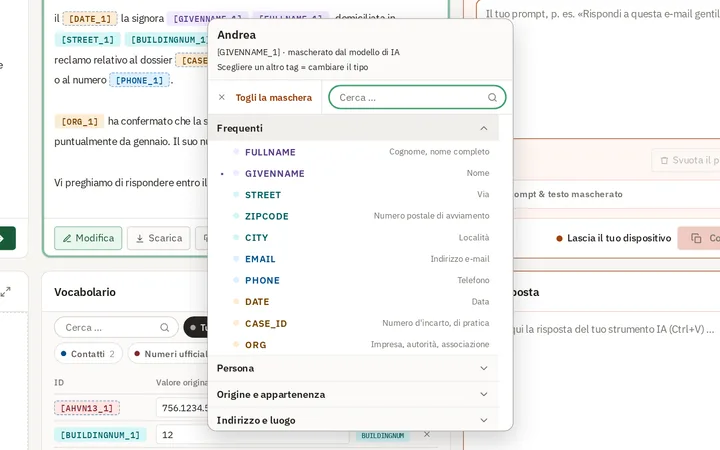 il [DATE_1] la signora [GIVENNAME_1] [FULLNAME_1] domiciliata in
[STREET_1] [BUILDINGNUM_1]
reclamo relativo al dossier [CASE
o al numero [PHONE_1].
[ORG_1] ha confermato che la s
puntualmente da gennaio. Il suo nu
Vi preghiamo di rispondere entro il
Modifica
Scarica
Andrea
[GIVENNAME_1] · mascherato dal modello di IA
Scegliere un altro tag = cambiare il tipo
× Togli la maschera
Cerca ...
Frequenti
FULLNAME Cognome, nome completo
GIVENNAME Nome
STREET Via
ZIPCODE Numero postale di avviamento
CITY Località
EMAIL Indirizzo e-mail
PHONE Telefono
DATE Data
CASE_ID Numero d'incarto, di pratica
ORG Impresa, autorità, associazione
Persona
Origine e appartenenza
Indirizzo e luogo
Il tuo prompt, p. es. «Rispondi a questa e-mail gentil
Svuota il p
ompt & testo mascherato
Lascia il tuo dispositivo
Co
Vocabolario
Cerca ...
Tu
Contatti 2
Numeri ufficial
ID
Valore origina
[AHVN13_1] 756.1234.5
[BUILDINGNUM_1] 12 BUILDINGNUM ×
posta
qui la risposta del tuo strumento IA (Ctrl+V) ...